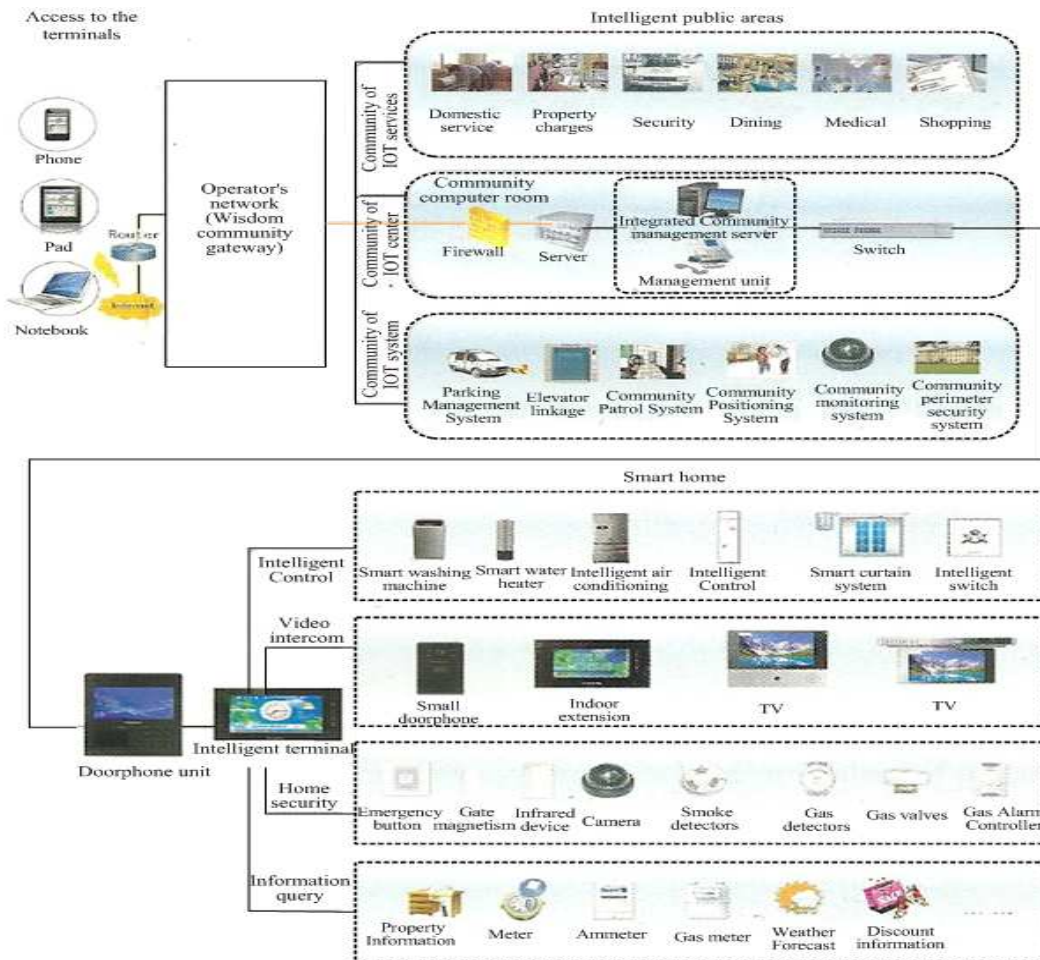 Access to the
terminals
Intelligent public areas
Phone
Pad
Notebook
Router
Internet
Operator's
network
(Wisdom
community
gateway)
Community of
IOT services
Domestic
service
Property
charges
Security
Dining
Medical
Shopping
Community of
IOT center
Community
computer room
Firewall
Server
Integrated Community
management server
Management unit
Switch
Community of
IOT system
Parking
Management
System
Elevator
linkage
Community
Patrol System
Community
Positioning
System
Community
monitoring
system
Community
perimeter
security
system
Smart home
Doorphone unit
Intelligent terminal
Intelligent
Control
Smart washing
machine
Smart water
heater
Intelligent air
conditioning
Intelligent
Control
Smart curtain
system
Intelligent
switch
Video
intercom
Small
doorphone
Indoor
extension
TV
TV
Home
security
Emergency
button
Gate
magnetism
Infrared
device
Camera
Smoke
detectors
Gas
detectors
Gas valves
Gas Alarm
Controller
Information
query
Property
Information
Meter
Ammeter
Gas meter
Weather
Forecast
Discount
information
......